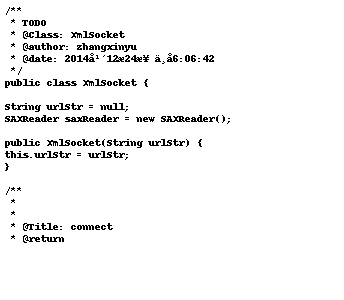 /**
* TODO
* @Class: XmlSocket
* @author: zhangxinyu
* @date: 2014å¹´12æ24æ¥ ä¸å6:06:42
*/
public class XmlSocket {
String urlStr = null;
SAXReader saxReader = new SAXReader();
public XmlSocket(String urlStr) {
this.urlStr = urlStr;
}
/**
*
*
* @Title: connect
* @return